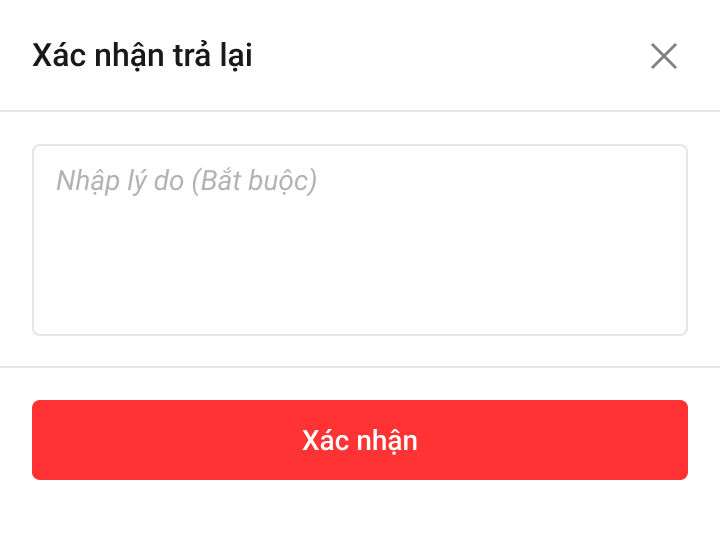 Xác nhận trả lại
Nhập lý do (Bắt buộc)
Xác nhận